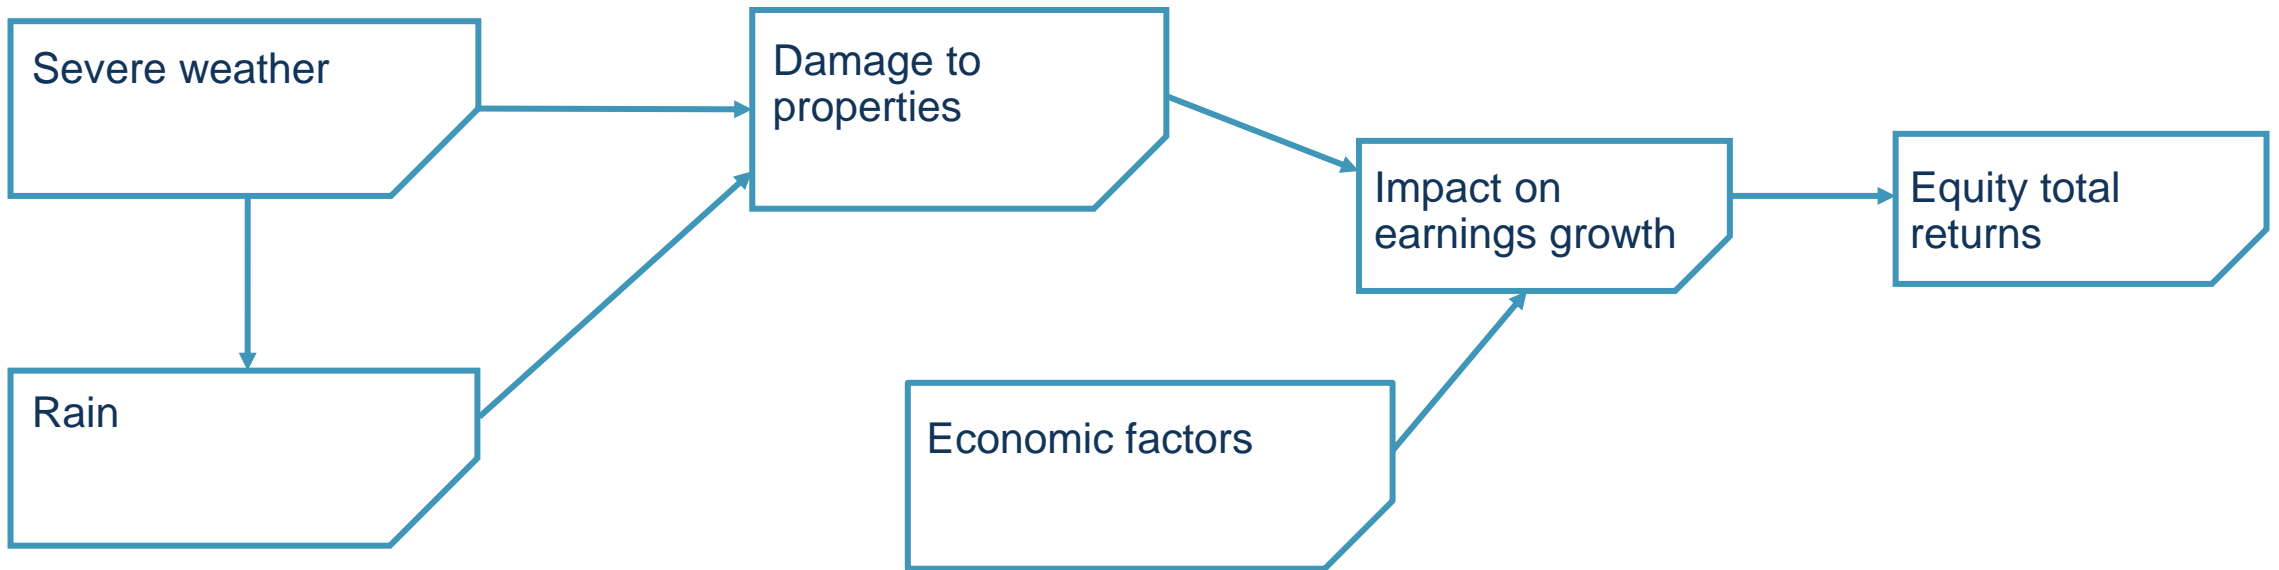 Severe weather
Damage to
properties
Impact on
earnings growth
Equity total
returns
Rain
Economic factors